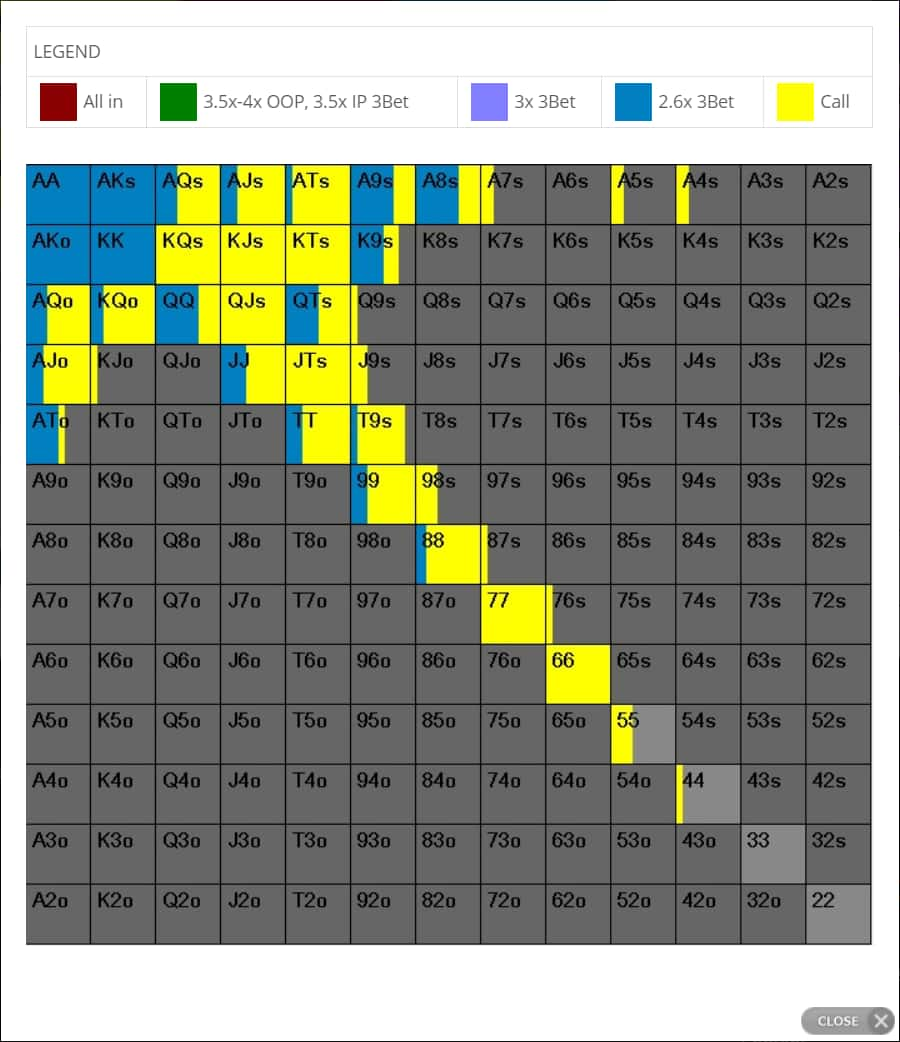 LEGEND
All in 3.5x-4x OOP, 3.5x IP 3Bet 3x 3Bet 2.6x 3Bet Call
AA AKs AQs AJs ATs A9s A8s A7s A6s A5s A4s A3s A2s
AKo KK KQs KJs KTs K9s K8s K7s K6s K5s K4s K3s K2s
AQo KQo QQ QJs QTs Q9s Q8s Q7s Q6s Q5s Q4s Q3s Q2s
AJo KJo QJo JJ JTs J9s J8s J7s J6s J5s J4s J3s J2s
ATo KTo QTo JTo TT T9s T8s T7s T6s T5s T4s T3s T2s
A9o K9o Q9o J9o T9o 99 98s 97s 96s 95s 94s 93s 92s
A8o K8o Q8o J8o T8o 98o 88 87s 86s 85s 84s 83s 82s
A7o K7o Q7o J7o T7o 97o 87o 77 76s 75s 74s 73s 72s
A6o K6o Q6o J6o T6o 96o 86o 76o 66 65s 64s 63s 62s
A5o K5o Q5o J5o T5o 95o 85o 75o 65o 55 54s 53s 52s
A4o K4o Q4o J4o T4o 94o 84o 74o 64o 54o 44 43s 42s
A3o K3o Q3o J3o T3o 93o 83o 73o 63o 53o 43o 33 32s
A2o K2o Q2o J2o T2o 92o 82o 72o 62o 52o 42o 32o 22
CLOSE